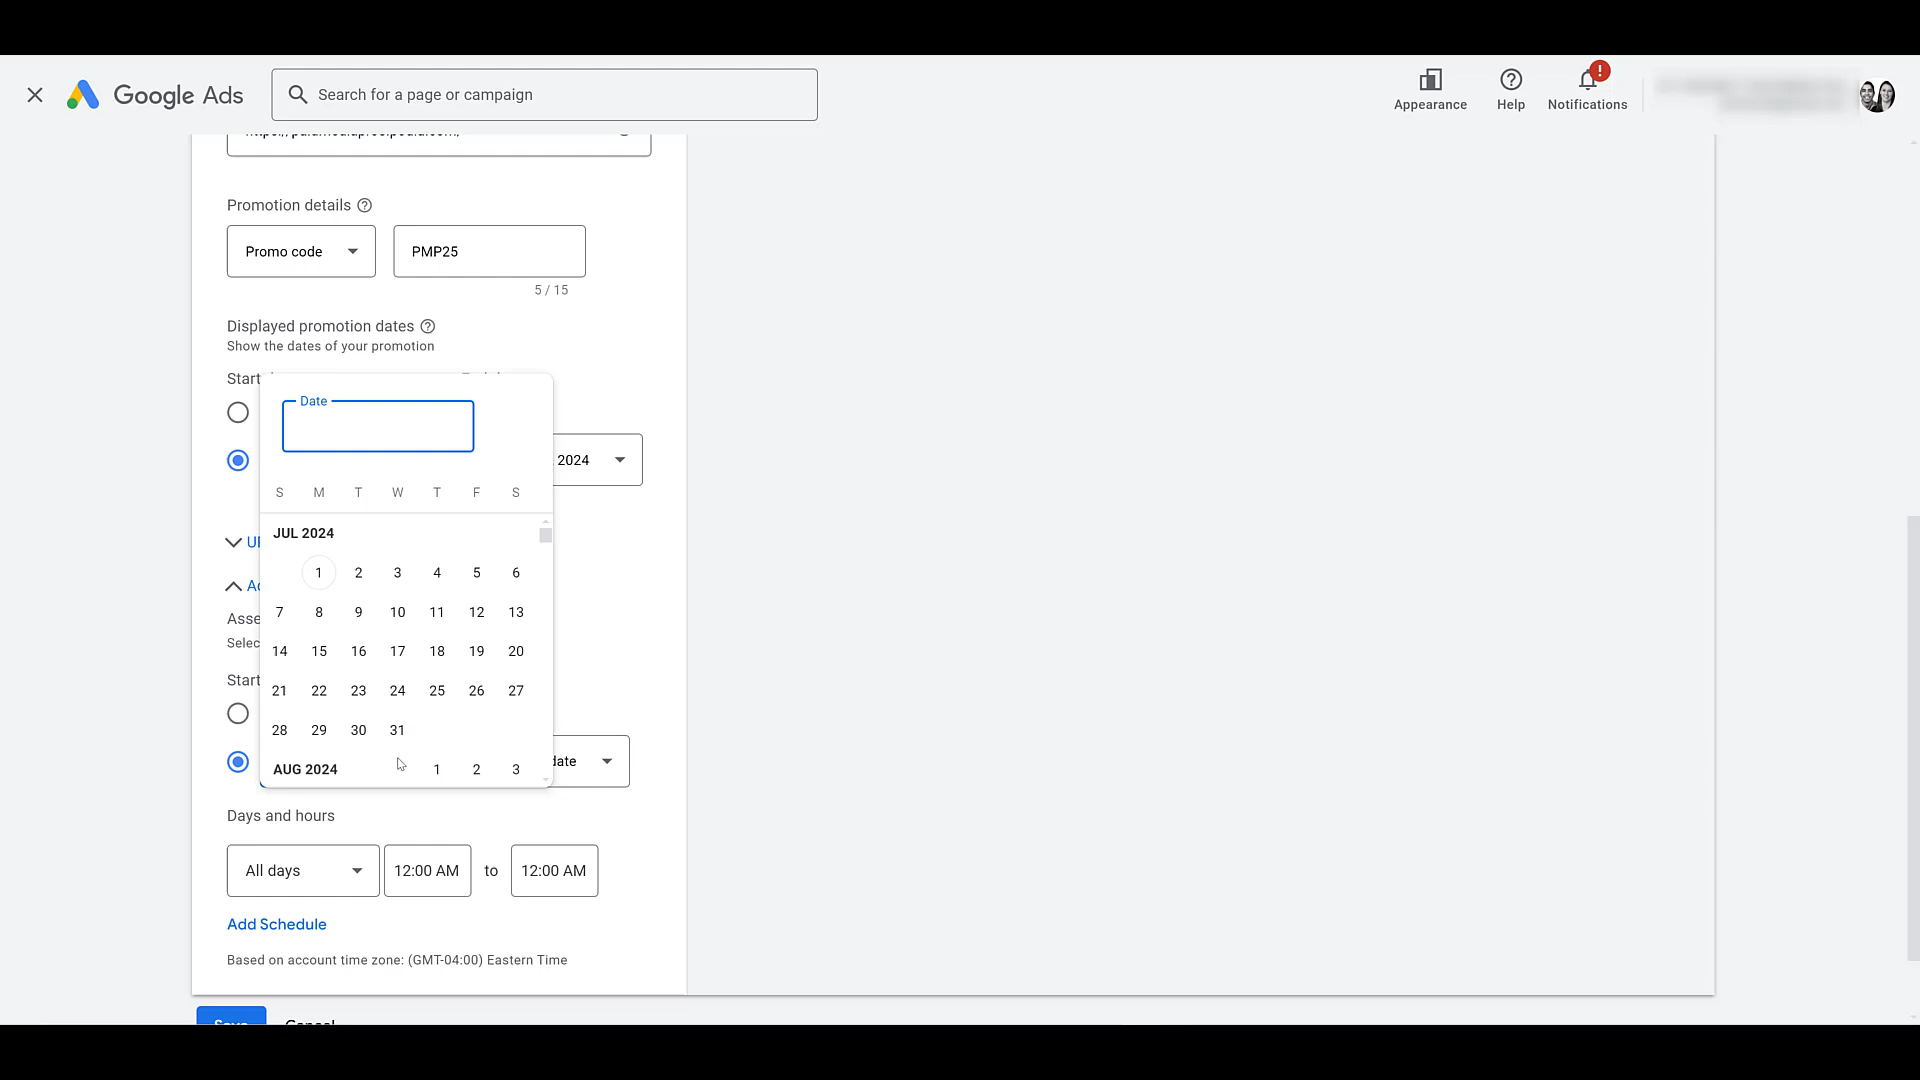 Google Ads
Search for a page or campaign
Appearance
Help
Notifications
Promotion details
Promo code
PMP25
5 / 15
Displayed promotion dates
Show the dates of your promotion
Start
Date
2024
S M T W T F S
JUL 2024
1 2 3 4 5 6
7 8 9 10 11 12 13
14 15 16 17 18 19 20
21 22 23 24 25 26 27
28 29 30 31
AUG 2024 1 2 3
Asse
Selec
Start
date
Days and hours
All days
12:00 AM to 12:00 AM
Add Schedule
Based on account time zone: (GMT-04:00) Eastern Time
Save
Cancel